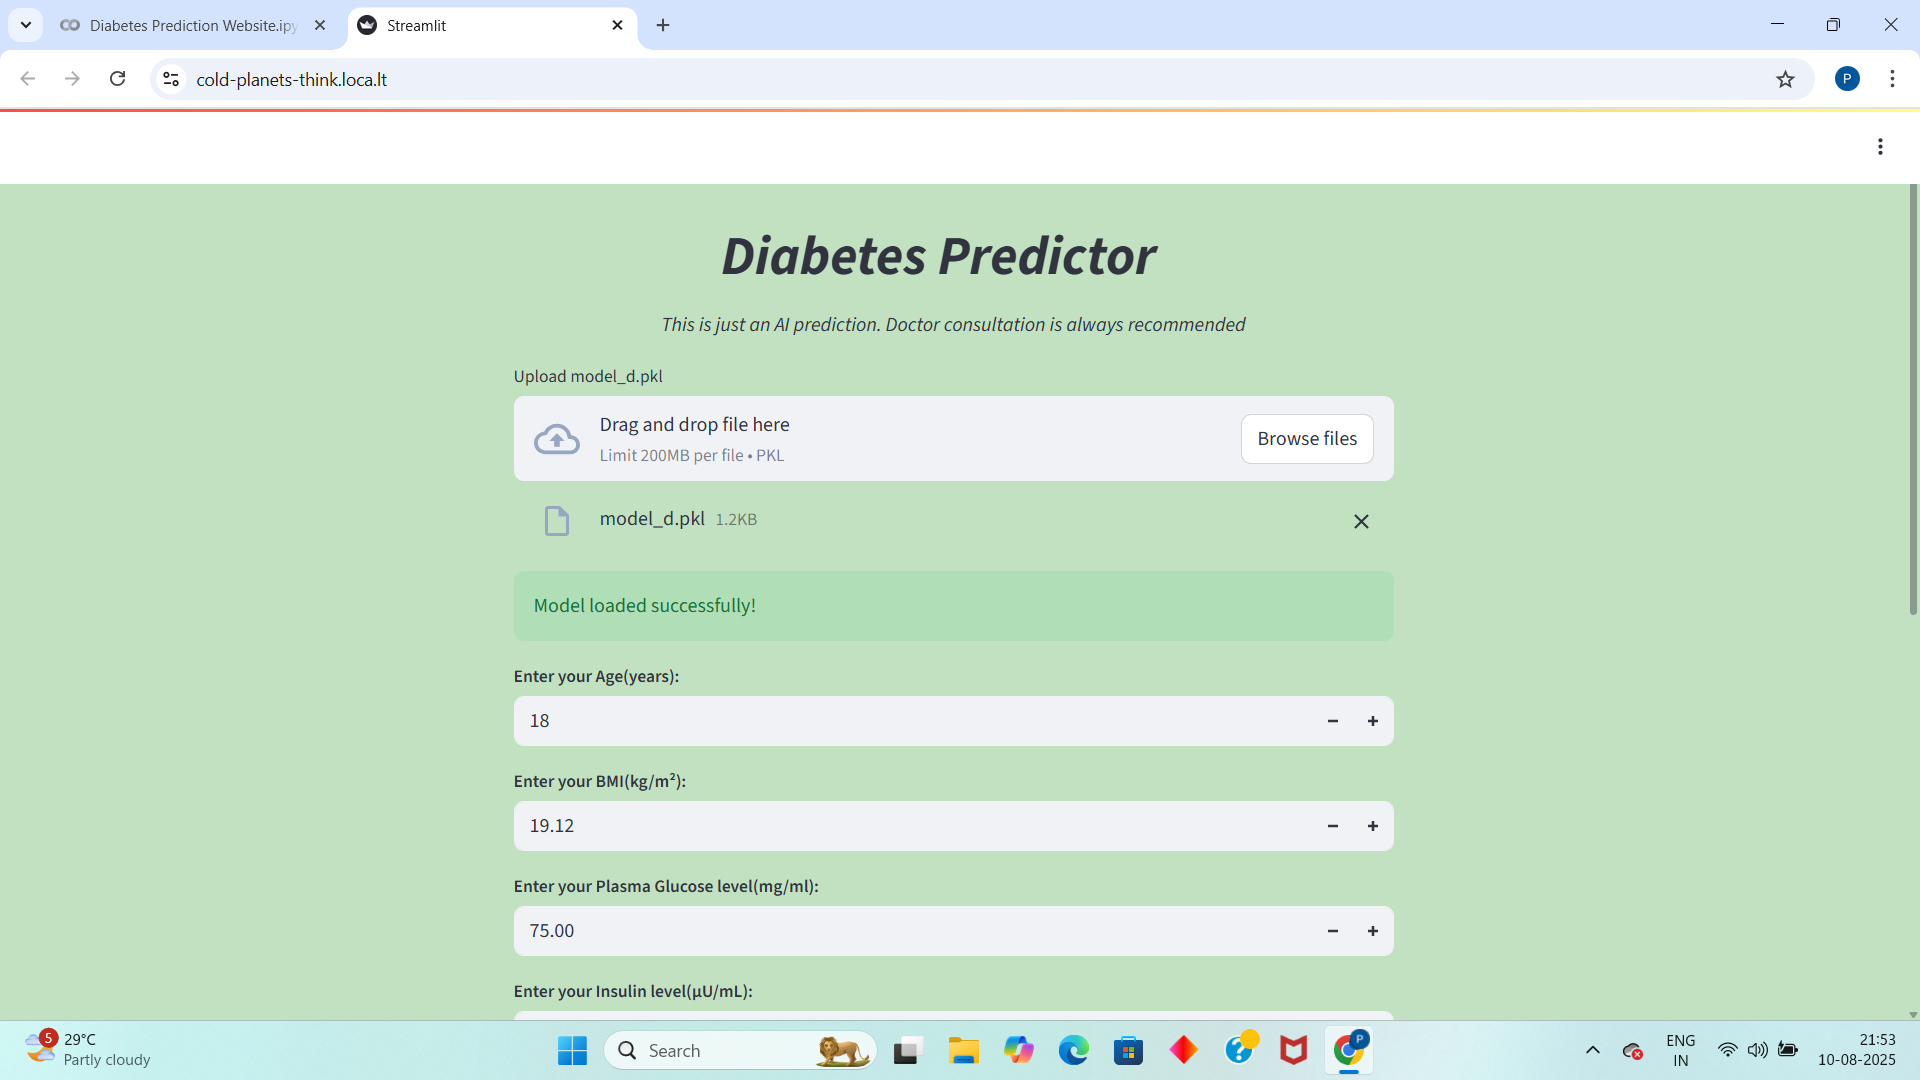 Diabetes Prediction Website.ipy
Streamlit
cold-planets-think.loca.lt
P
Diabetes Predictor
This is just an AI prediction. Doctor consultation is always recommended
Upload model_d.pkl
Drag and drop file here
Limit 200MB per file • PKL
Browse files
model_d.pkl 1.2KB
Model loaded successfully!
Enter your Age(years):
18
Enter your BMI(kg/m²):
19.12
Enter your Plasma Glucose level(mg/ml):
75.00
Enter your Insulin level(μU/mL):
5
29°C
Partly cloudy
Search
P
ENG
IN
21:53
10-08-2025